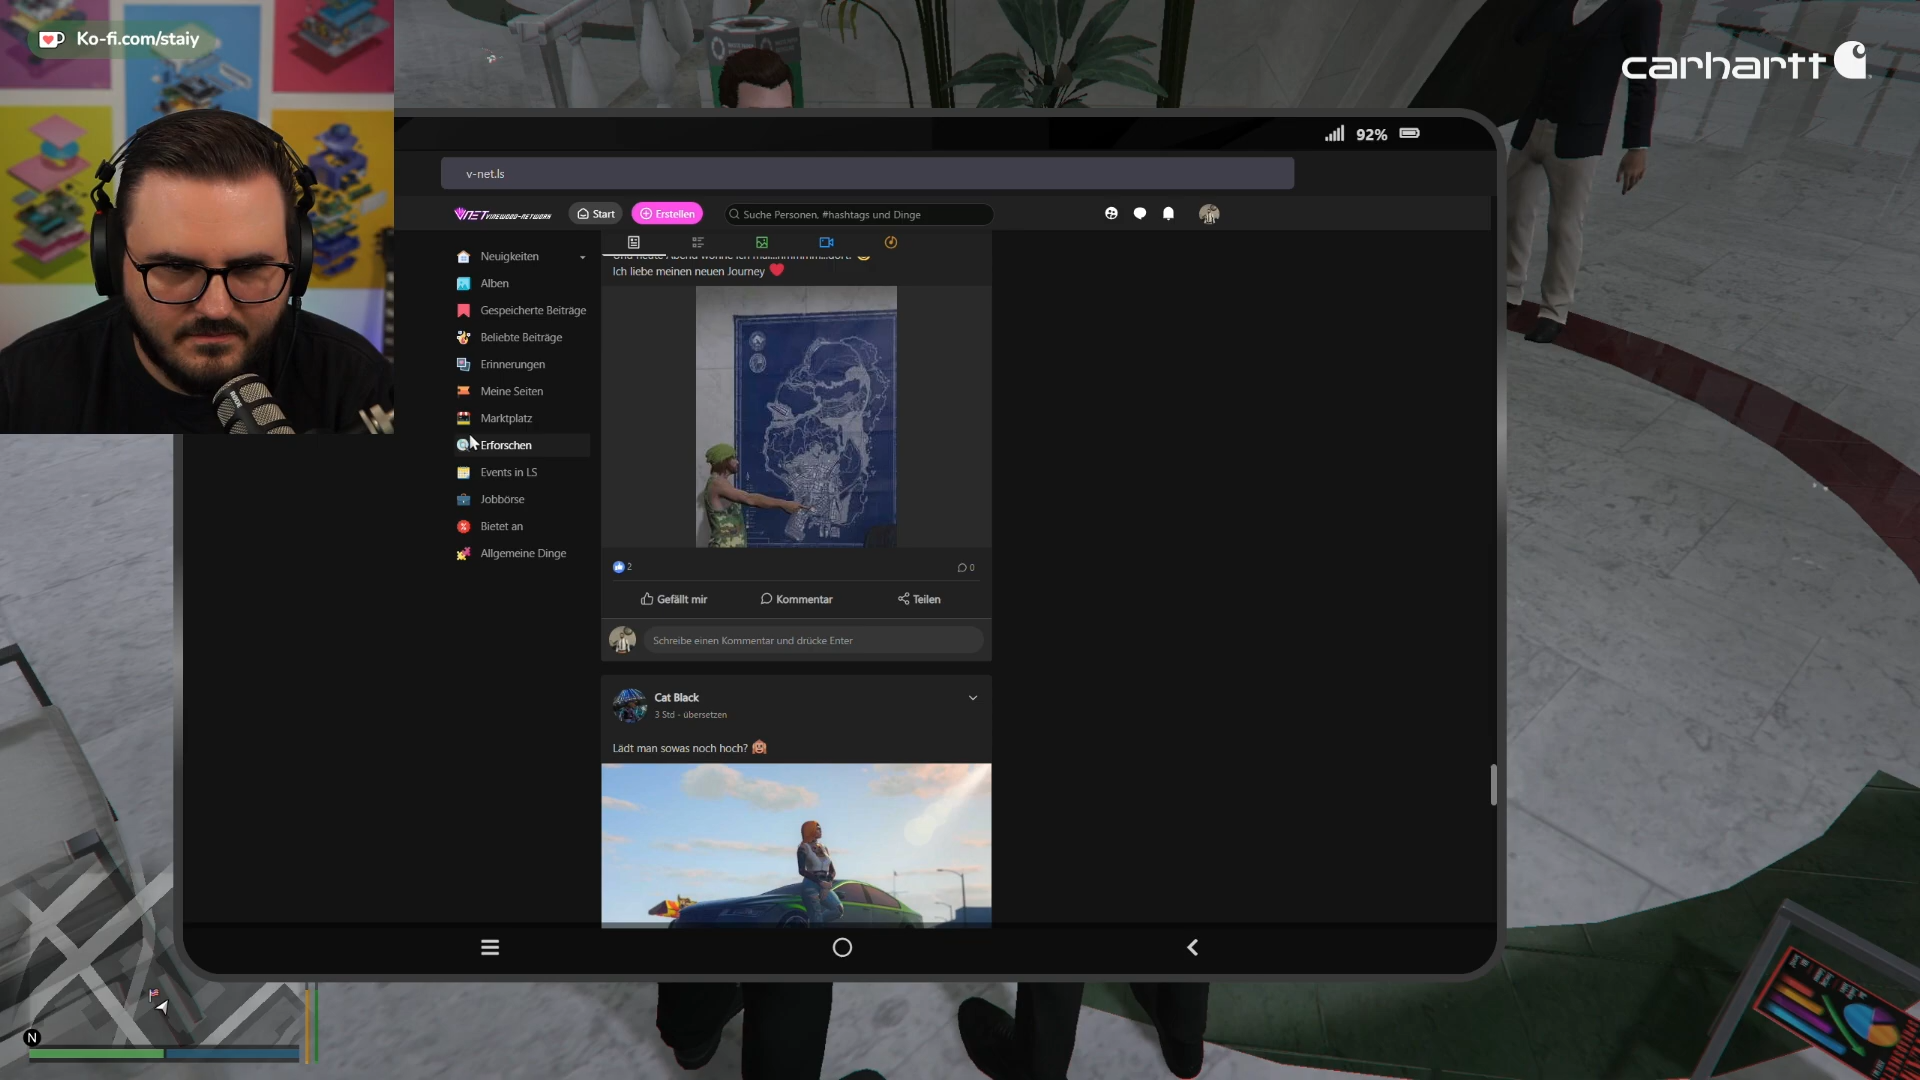 Ko-fi.com/staiy
carhartt
92%
v-net.ls
VNET VINEWOOD-NETWORK
Start
Erstellen
Suche Personen, #hashtags und Dinge
Neuigkeiten
Alben
Gespeicherte Beiträge
Beliebte Beiträge
Erinnerungen
Meine Seiten
Marktplatz
Erforschen
Events in LS
Jobbörse
Bietet an
Allgemeine Dinge
Ich liebe meinen neuen Journey ❤️
2
0
Gefällt mir
Kommentar
Teilen
Schreibe einen Kommentar und drücke Enter
Cat Black
3 Std - übersetzen
Lädt man sowas noch hoch? 🙈
N